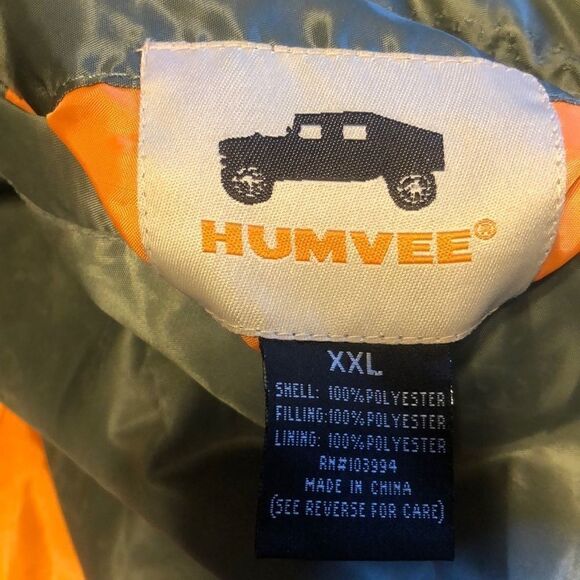 HUMVEE®
XXL
SHELL: 100%POLYESTER
FILLING:100%POLYESTER
LINING: 100%POLYESTER
RN#103994
MADE IN CHINA
(SEE REVERSE FOR CARE)